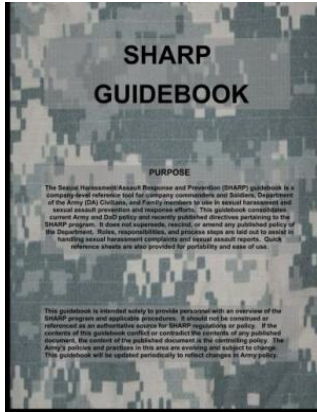 SHARP
GUIDEBOOK
PURPOSE
The Sexual Harassment/Assault Response and Prevention (SHARP) guidebook is a
company-level reference tool for company commanders and Soldiers, Department
of the Army (DA) Civilians, and Family members to use in sexual harassment and
sexual assault prevention and response efforts. This guidebook consolidates
current Army and DoD policy and recently published directives pertaining to the
SHARP program. It does not supersede, rescind, or amend any published policy of
the Department. Roles, responsibilities, and process steps are laid out to assist in
handling sexual harassment complaints and sexual assault reports. Quick
reference sheets are also provided for portability and ease of use.
This guidebook is intended solely to provide personnel with an overview of the
SHARP program and applicable procedures. It should not be construed or
referenced as an authoritative source for SHARP regulations or policy. If the
contents of this guidebook conflict or contradict the contents of any published
document, the content of the published document is the controlling policy. The
Army's policies and practices in this area are evolving and subject to change.
This guidebook will be updated periodically to reflect changes in Army policy.